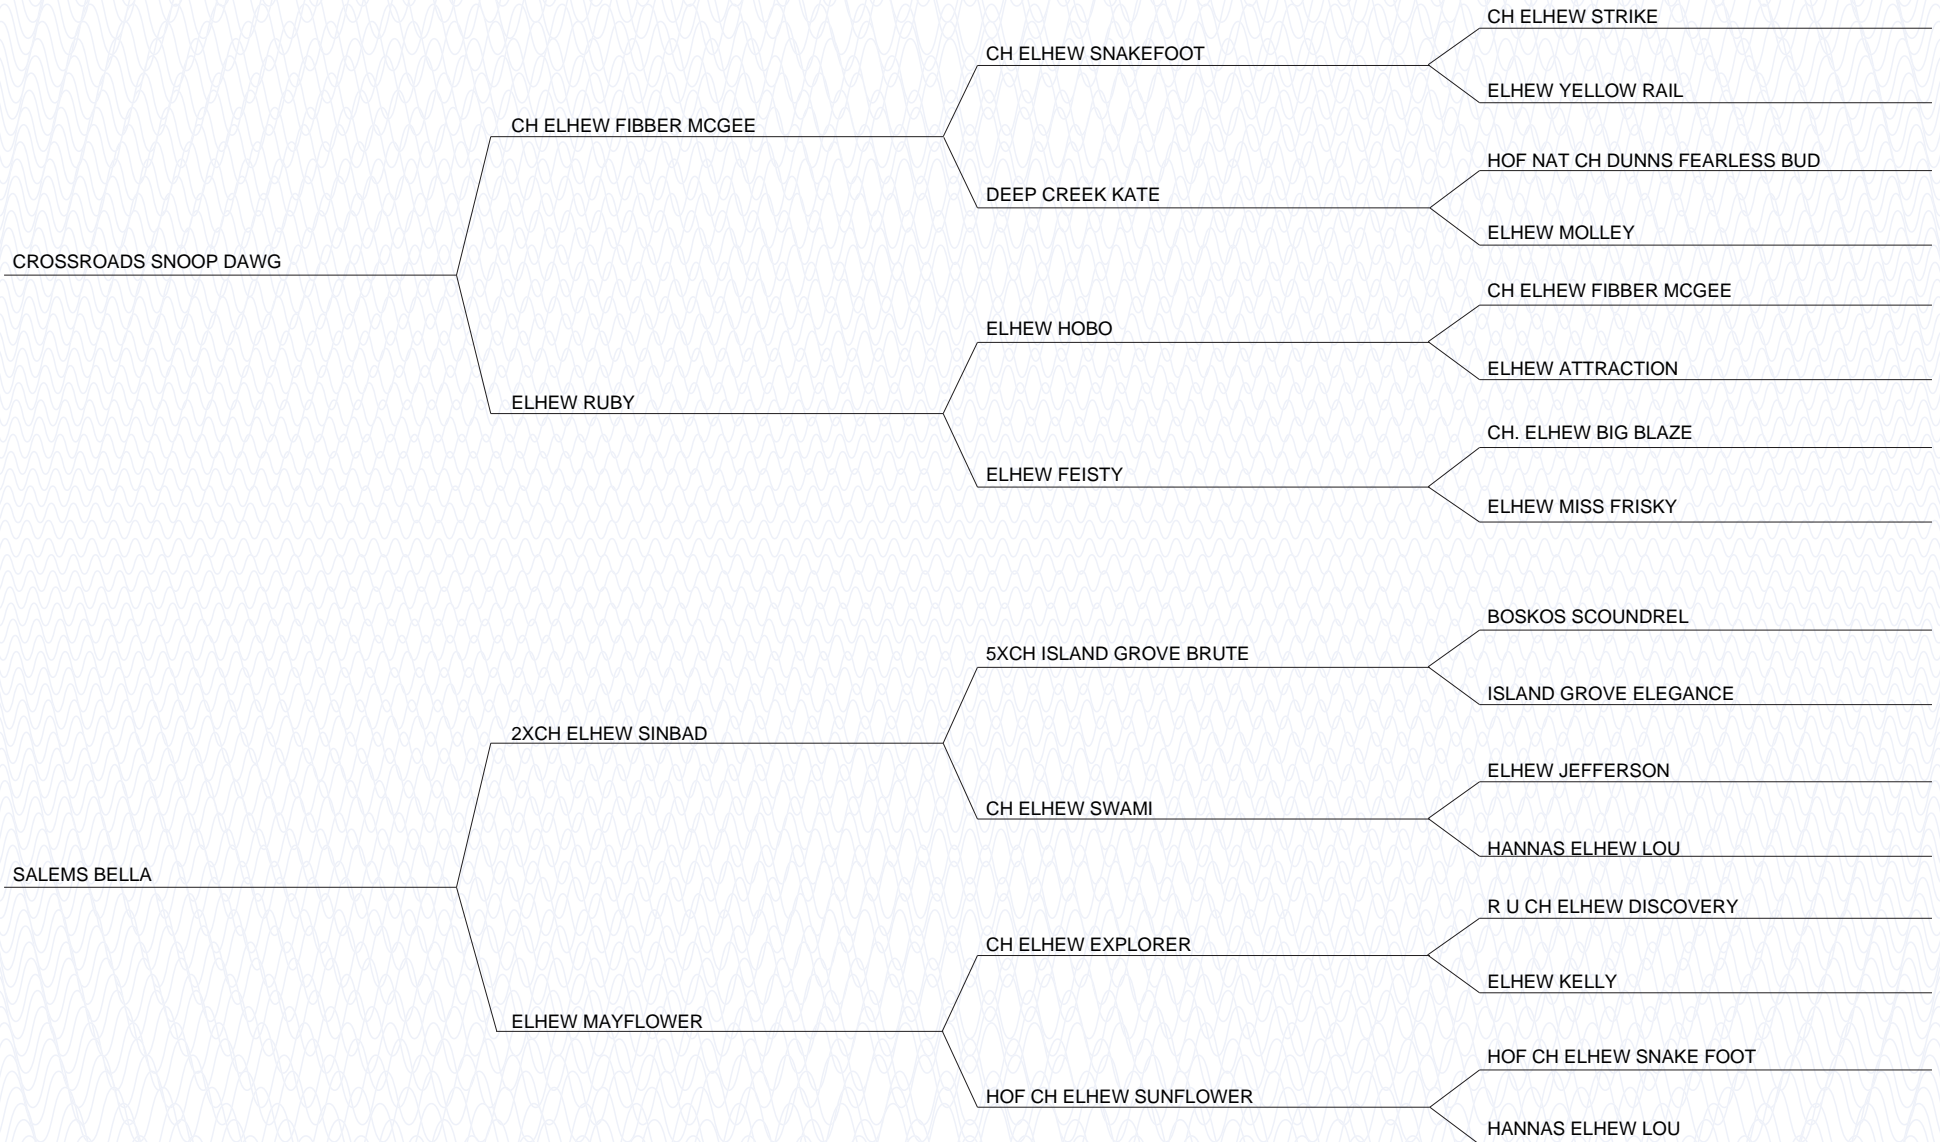 CH ELHEW STRIKE
CH ELHEW SNAKEFOOT
ELHEW YELLOW RAIL
CH ELHEW FIBBER MCGEE
HOF NAT CH DUNNS FEARLESS BUD
DEEP CREEK KATE
ELHEW MOLLEY
CROSSROADS SNOOP DAWG
CH ELHEW FIBBER MCGEE
ELHEW HOBO
ELHEW ATTRACTION
ELHEW RUBY
CH. ELHEW BIG BLAZE
ELHEW FEISTY
ELHEW MISS FRISKY
BOSKOS SCOUNDREL
5XCH ISLAND GROVE BRUTE
ISLAND GROVE ELEGANCE
2XCH ELHEW SINBAD
ELHEW JEFFERSON
CH ELHEW SWAMI
HANNAS ELHEW LOU
SALEMS BELLA
R U CH ELHEW DISCOVERY
CH ELHEW EXPLORER
ELHEW KELLY
ELHEW MAYFLOWER
HOF CH ELHEW SNAKE FOOT
HOF CH ELHEW SUNFLOWER
HANNAS ELHEW LOU